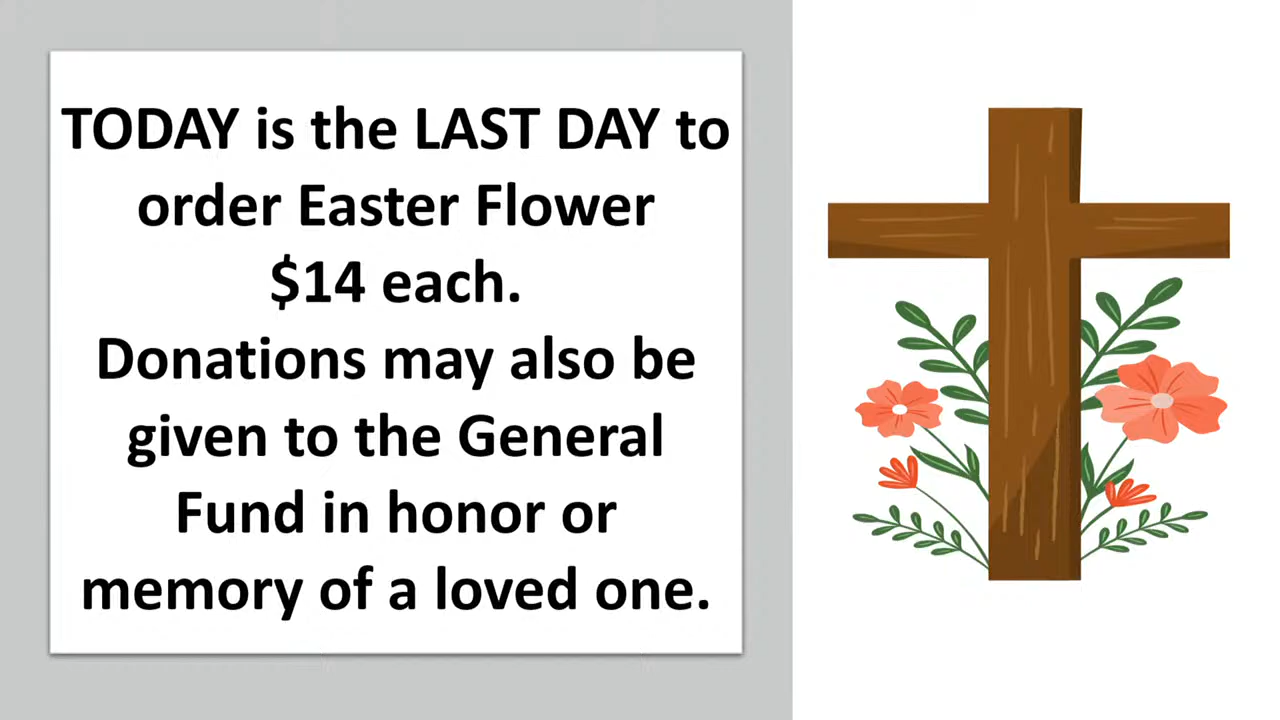 TODAY is the LAST DAY to
order Easter Flower
$14 each.
Donations may also be
given to the General
Fund in honor or
memory of a loved one.